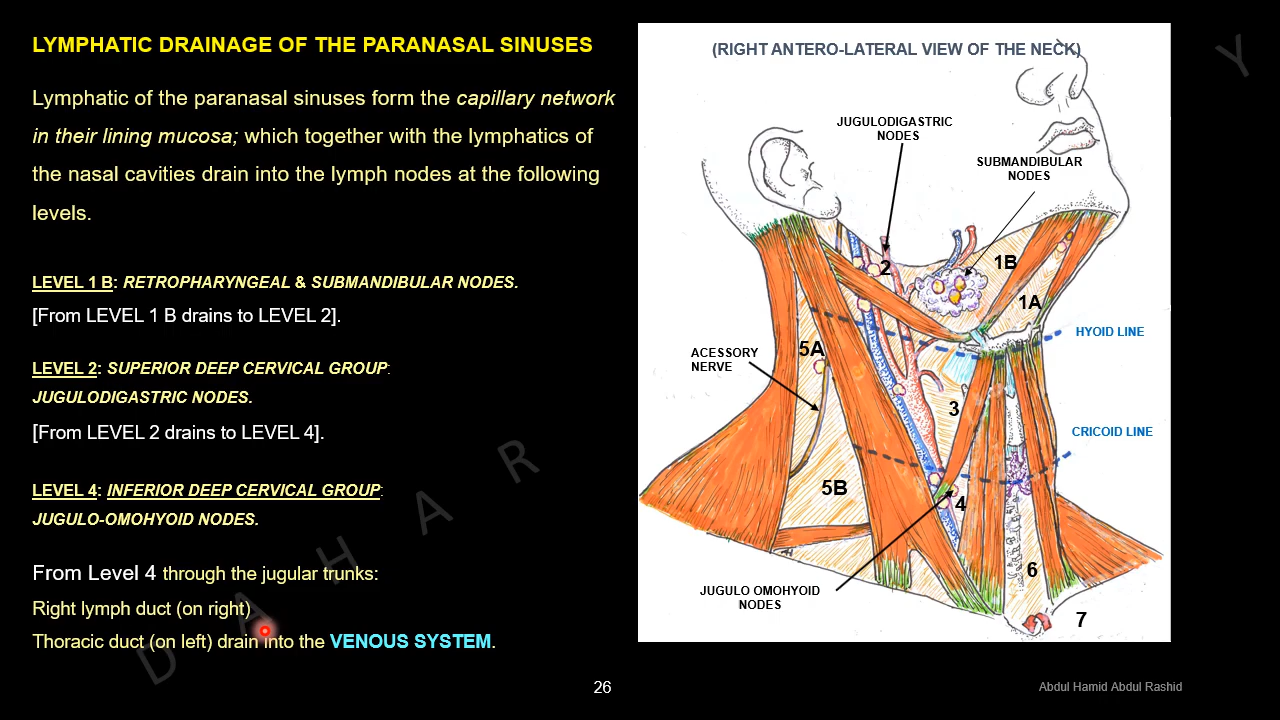 LYMPHATIC DRAINAGE OF THE PARANASAL SINUSES
Lymphatic of the paranasal sinuses form the capillary network
in their lining mucosa; which together with the lymphatics of
the nasal cavities drain into the lymph nodes at the following
levels.
LEVEL 1 B: RETROPHARYNGEAL & SUBMANDIBULAR NODES.
[From LEVEL 1 B drains to LEVEL 2].
LEVEL 2: SUPERIOR DEEP CERVICAL GROUP:
JUGULODIGASTRIC NODES.
[From LEVEL 2 drains to LEVEL 4].
LEVEL 4: INFERIOR DEEP CERVICAL GROUP:
JUGULO-OMOHYOID NODES.
From Level 4 through the jugular trunks:
Right lymph duct (on right)
Thoracic duct (on left) drain into the VENOUS SYSTEM.
(RIGHT ANTERO-LATERAL VIEW OF THE NECK)
JUGULODIGASTRIC
NODES
SUBMANDIBULAR
NODES
2
1B
1A
HYOID LINE
ACESSORY
NERVE
5A
3
CRICOID LINE
5B
4
JUGULO OMOHYOID
NODES
6
7
26
Abdul Hamid Abdul Rashid
D A H A R
Y